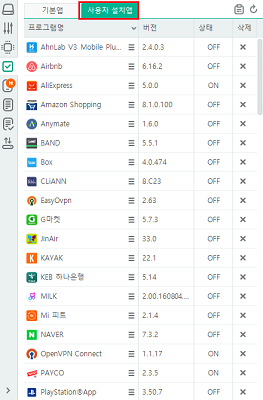 기본앱 사용자 설치앱
프로그램명 버전 상태 삭제
AhnLab V3 Mobile Plu... 2.4.0.3 OFF
Airbnb 6.16.2 OFF
AliExpress 5.0.0 ON
Amazon Shopping 8.1.0.100 OFF
Anymate 1.6.0 OFF
BAND 5.5.1 OFF
Box 4.0.474 OFF
CLiANN 8.C23 OFF
EasyOvpn 2.63 OFF
G마켓 5.7.3 OFF
JinAir 33.0 OFF
KAYAK 22.1 OFF
KEB 하나은행 5.14 OFF
MILK 2.00.160804.... OFF
Mi 피트 2.1.4 OFF
NAVER 7.3.2 OFF
OpenVPN Connect 1.1.17 ON
PAYCO 2.3.5 ON
PlayStation®App 3.50.7 OFF